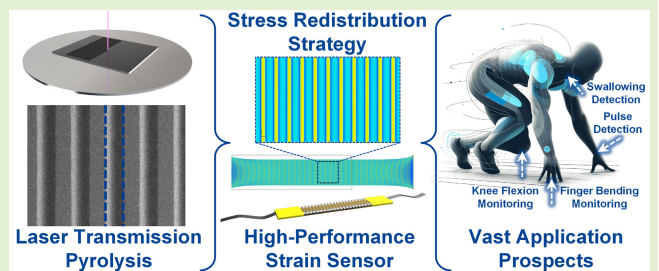 Stress Redistribution
Strategy
Swallowing
Detection
Pulse
Detection
Knee Flexion
Monitoring
Finger Bending
Monitoring
Laser Transmission
Pyrolysis
High-Performance
Strain Sensor
Vast Application
Prospects